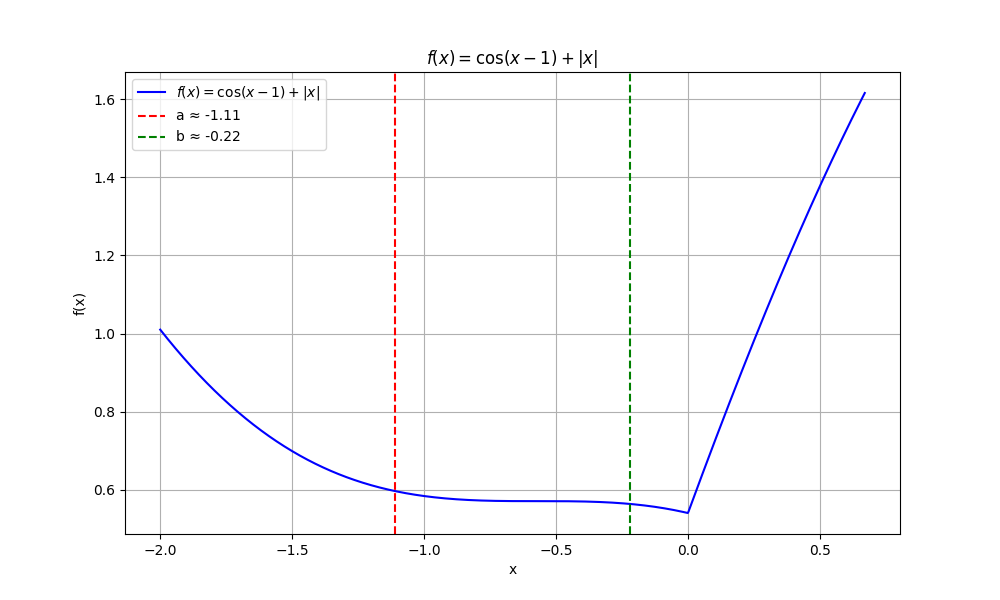 f(x) = cos(x − 1) + |x|
f(x) = cos(x − 1) + |x|
a ≈ -1.11
b ≈ -0.22
1.6
1.4
1.2
1.0
0.8
0.6
f(x)
−2.0 −1.5 −1.0 −0.5 0.0 0.5
x